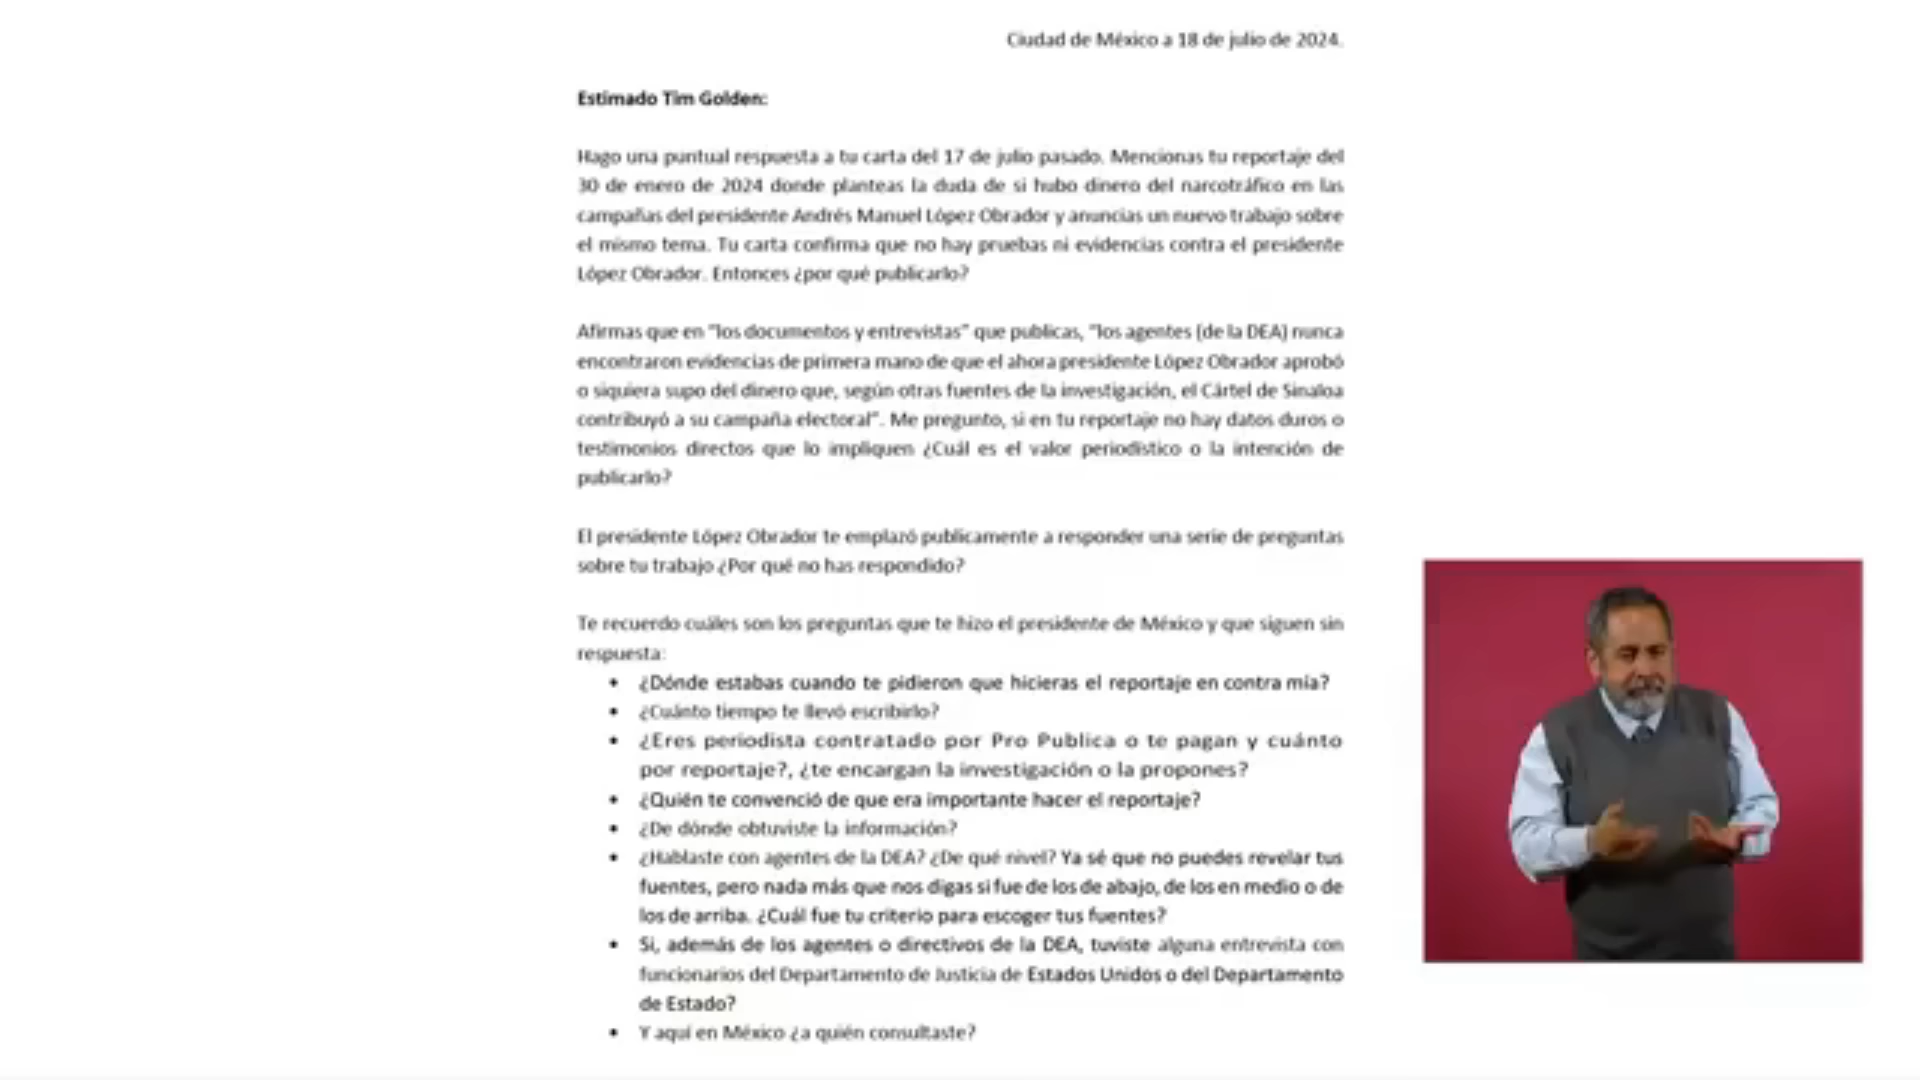 Ciudad de México a 18 de julio de 2024.
Estimado Tim Golden:
Hago una puntual respuesta a tu carta del 17 de julio pasado. Mencionas tu reportaje del
30 de enero de 2024 donde planteas la duda de si hubo dinero del narcotráfico en las
campañas del presidente Andrés Manuel López Obrador y anuncias un nuevo trabajo sobre
el mismo tema. Tu carta confirma que no hay pruebas ni evidencias contra el presidente
López Obrador. Entonces ¿por qué publicarlo?
Afirmas que en "los documentos y entrevistas" que publicas, "los agentes (de la DEA) nunca
encontraron evidencias de primera mano de que el ahora presidente López Obrador aprobó
o siquiera supo del dinero que, según otras fuentes de la investigación, el Cártel de Sinaloa
contribuyó a su campaña electoral". Me pregunto, si en tu reportaje no hay datos duros o
testimonios directos que lo impliquen ¿Cuál es el valor periodístico o la intención de
publicarlo?
El presidente López Obrador te emplazó publicamente a responder una serie de preguntas
sobre tu trabajo ¿Por qué no has respondido?
Te recuerdo cuáles son los preguntas que te hizo el presidente de México y que siguen sin
respuesta:
• ¿Dónde estabas cuando te pidieron que hicieras el reportaje en contra mía?
• ¿Cuánto tiempo te llevó escribirlo?
• ¿Eres periodista contratado por Pro Publica o te pagan y cuánto
por reportaje?, ¿te encargan la investigación o la propones?
• ¿Quién te convenció de que era importante hacer el reportaje?
• ¿De dónde obtuviste la información?
• ¿Hablaste con agentes de la DEA? ¿De qué nivel? Ya sé que no puedes revelar tus
fuentes, pero nada más que nos digas si fue de los de abajo, de los en medio o de
los de arriba. ¿Cuál fue tu criterio para escoger tus fuentes?
• Si, además de los agentes o directivos de la DEA, tuviste alguna entrevista con
funcionarios del Departamento de Justicia de Estados Unidos o del Departamento
de Estado?
• Y aquí en México ¿a quién consultaste?